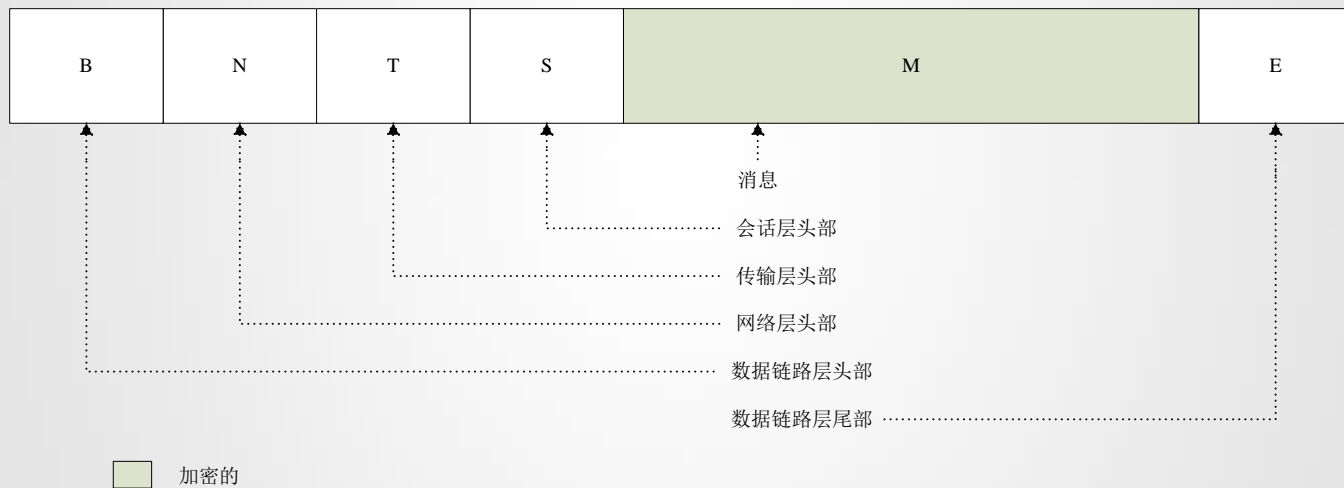 B N T S M E
消息
会话层头部
传输层头部
网络层头部
数据链路层头部
数据链路层尾部
加密的